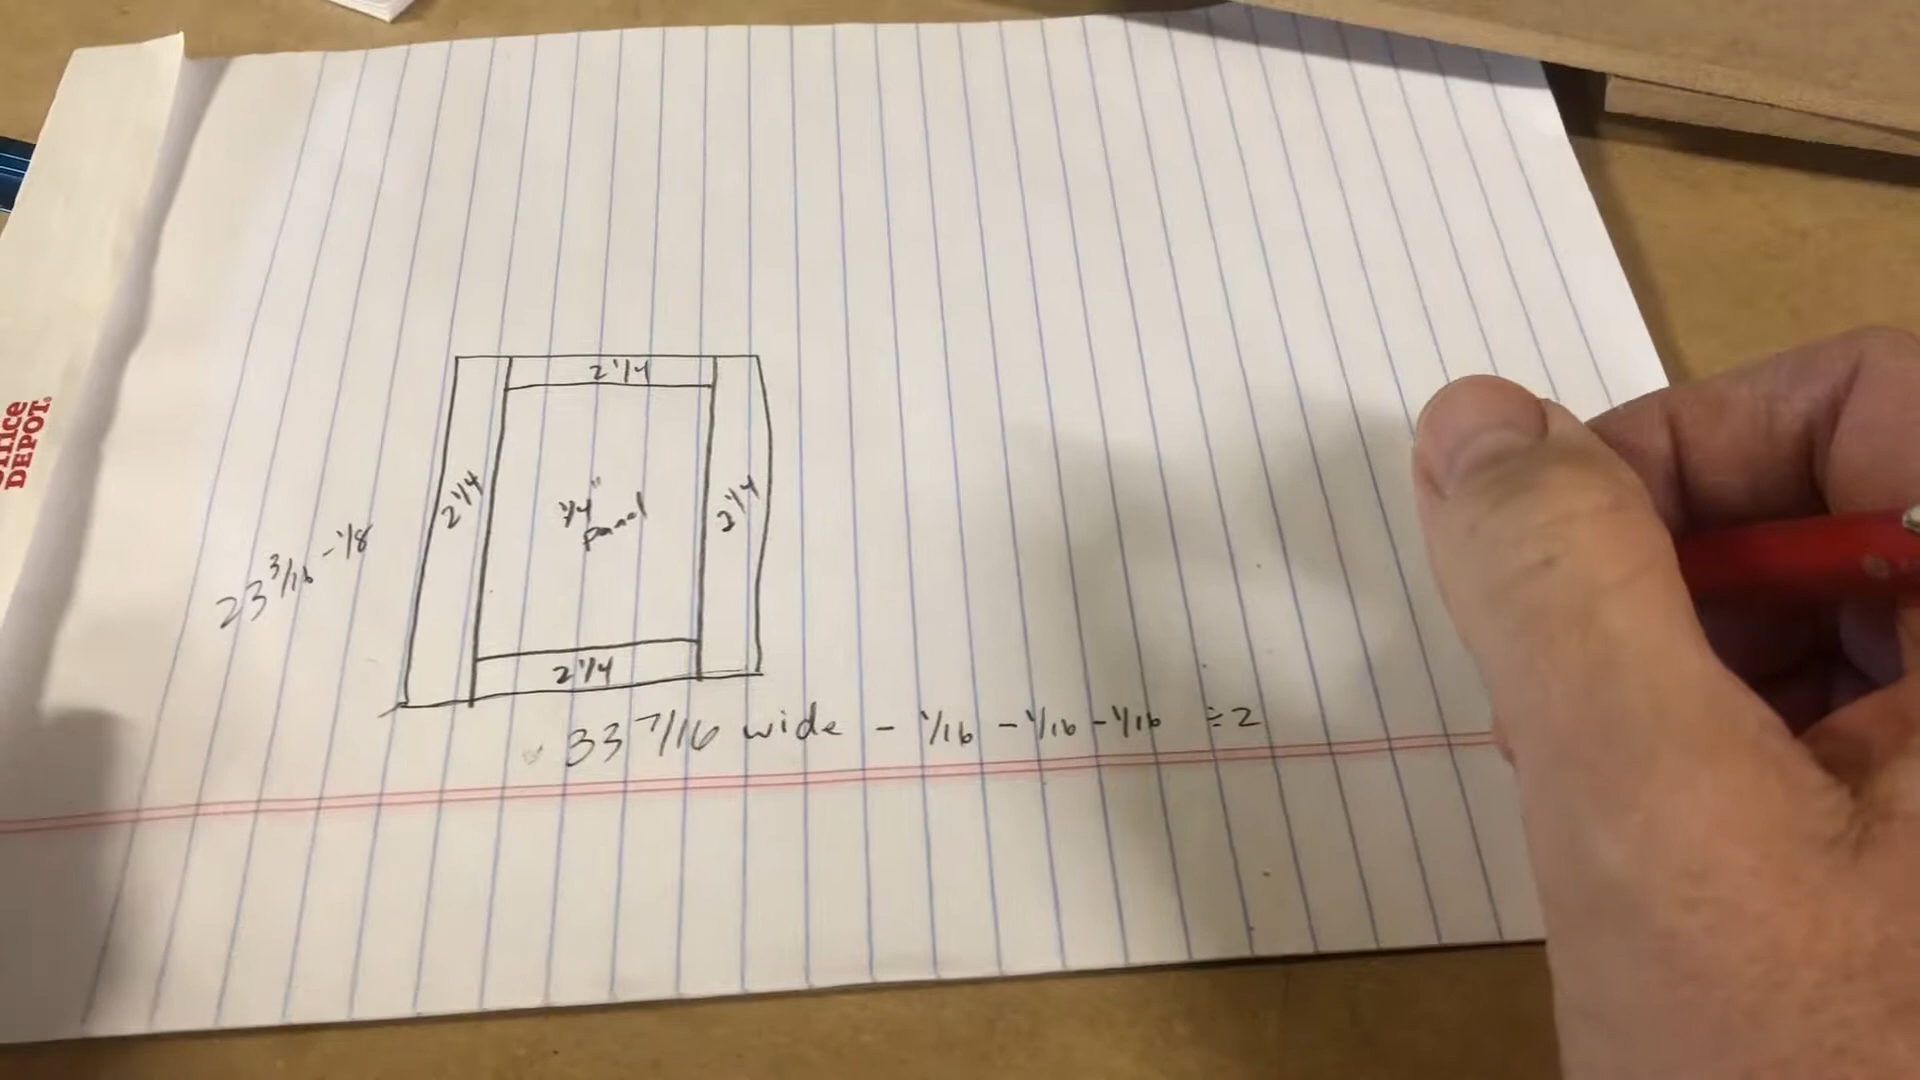 2 1/4
2 1/4
1/4"
panel
2 1/4
23 3/16 - 1/8
2 1/4
33 7/16 wide - 1/16 - 1/16 - 1/16 ÷ 2
Office
DEPOT